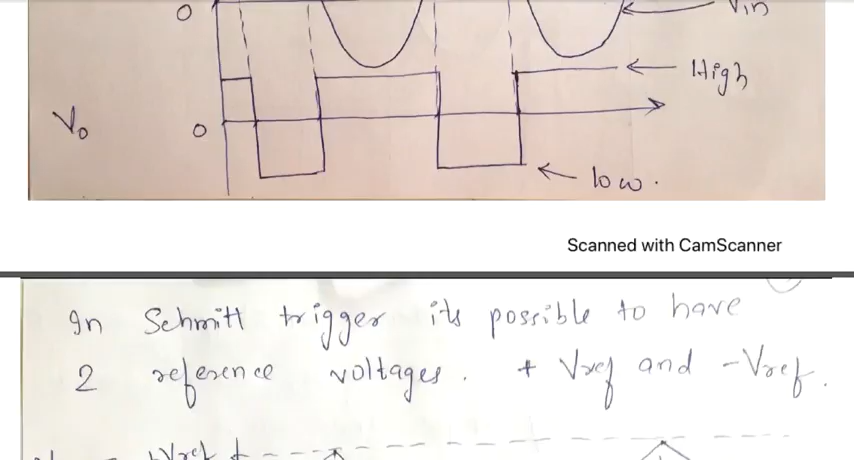 0
Vin
High
Vo
0
low.
Scanned with CamScanner
In Schmitt trigger its possible to have
2 reference voltages. + Vref and -Vref.
+Vref